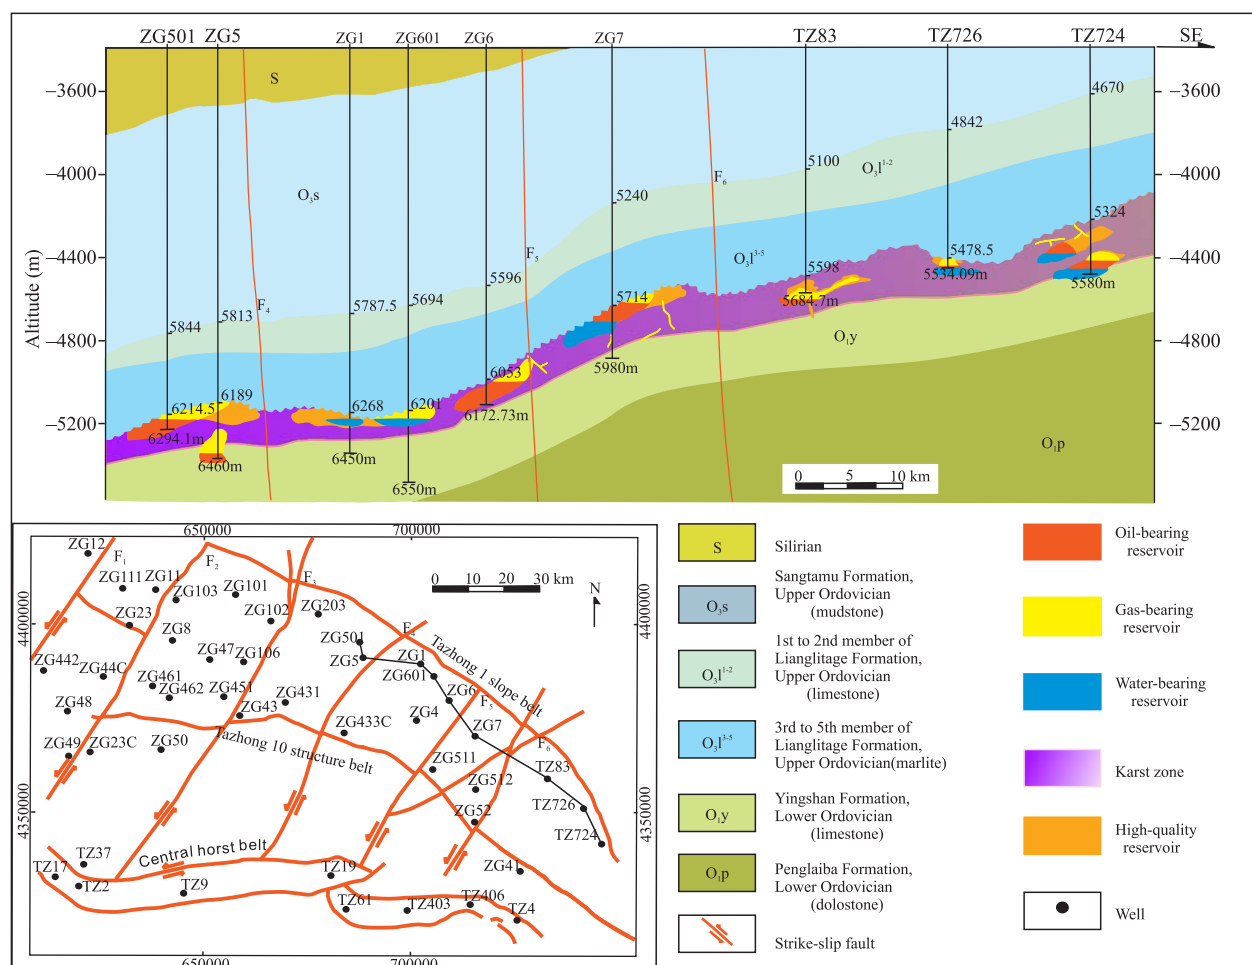 ZG501 ZG5 ZG1 ZG601 ZG6 ZG7 TZ83 TZ726 TZ724 SE
Altitude (m)
–3600
–4000
–4400
–4800
–5200
–3600
–4000
–4400
–4800
–5200
S
O₃s
O₃l¹⁻²
O₃l³⁻⁵
O₁y
O₁p
F₄
F₅
F₆
5844
5813
5787.5
5694
5596
5240
5100
4842
4670
6214.5
6189
6268
6201
6053
5714
5598
5478.5
5324
6294.1m
6460m
6450m
6550m
6172.73m
5980m
5684.7m
5534.09m
5580m
0 5 10 km
650000 700000
4400000
4350000
4400000
4350000
650000 700000
0 10 20 30 km
N
ZG12
F₁
F₂
F₃
F₄
F₅
F₆
ZG111
ZG11
ZG103
ZG101
ZG23
ZG102
ZG203
ZG8
ZG501
ZG5
ZG1
ZG47
ZG106
ZG601
ZG442
ZG44C
ZG461
ZG462
ZG451
ZG431
ZG6
ZG48
ZG43
ZG433C
ZG4
ZG7
ZG49
ZG23C
ZG50
ZG511
ZG512
TZ83
ZG52
TZ726
TZ724
ZG41
TZ37
TZ17
TZ2
TZ9
TZ19
TZ61
TZ403
TZ406
TZ4
Tazhong 1 slope belt
Tazhong 10 structure belt
Central horst belt
S
Silirian
O₃s
Sangtamu Formation,
Upper Ordovician
(mudstone)
O₃l¹⁻²
1st to 2nd member of
Lianglitage Formation,
Upper Ordovician
(limestone)
O₃l³⁻⁵
3rd to 5th member of
Lianglitage Formation,
Upper Ordovician(marlite)
O₁y
Yingshan Formation,
Lower Ordovician
(limestone)
O₁p
Penglaiba Formation,
Lower Ordovician
(dolostone)
Strike-slip fault
Oil-bearing
reservoir
Gas-bearing
reservoir
Water-bearing
reservoir
Karst zone
High-quality
reservoir
Well